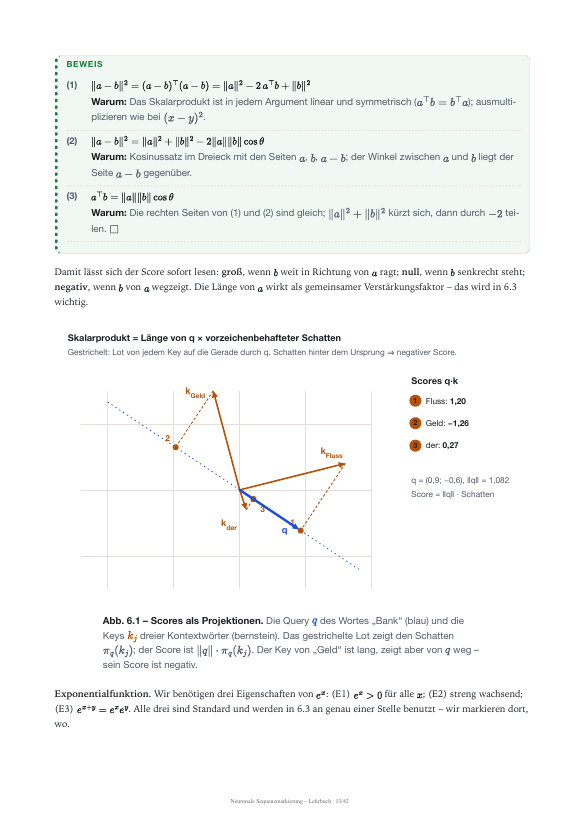 BEWEIS
(1) ‖a − b‖² = (a − b)⊤(a − b) = ‖a‖² − 2 a⊤b + ‖b‖²
Warum: Das Skalarprodukt ist in jedem Argument linear und symmetrisch (a⊤b = b⊤a); ausmulti-
plizieren wie bei (x − y)².
(2) ‖a − b‖² = ‖a‖² + ‖b‖² − 2‖a‖‖b‖ cos θ
Warum: Kosinussatz im Dreieck mit den Seiten a, b, a − b; der Winkel zwischen a und b liegt der
Seite a − b gegenüber.
(3) a⊤b = ‖a‖‖b‖ cos θ
Warum: Die rechten Seiten von (1) und (2) sind gleich; ‖a‖² + ‖b‖² kürzt sich, dann durch −2 tei-
len. □
Damit lässt sich der Score sofort lesen: groß, wenn b weit in Richtung von a ragt; null, wenn b senkrecht steht;
negativ, wenn b von a wegzeigt. Die Länge von a wirkt als gemeinsamer Verstärkungsfaktor – das wird in 6.3
wichtig.
Skalarprodukt = Länge von q × vorzeichenbehafteter Schatten
Gestrichelt: Lot von jedem Key auf die Gerade durch q. Schatten hinter dem Ursprung ⇒ negativer Score.
Scores q·k
1 Fluss: 1,20
2 Geld: −1,26
3 der: 0,27
q = (0,9; −0,6), ‖q‖ = 1,082
Score = ‖q‖ · Schatten
k_Geld
2
k_Fluss
3
k_der
1
q
Abb. 6.1 – Scores als Projektionen. Die Query q des Wortes „Bank“ (blau) und die
Keys k_j dreier Kontextwörter (bernstein). Das gestrichelte Lot zeigt den Schatten
π_q(k_j); der Score ist ‖q‖ · π_q(k_j). Der Key von „Geld“ ist lang, zeigt aber von q weg –
sein Score ist negativ.
Exponentialfunktion. Wir benötigen drei Eigenschaften von eˣ: (E1) eˣ > 0 für alle x; (E2) streng wachsend;
(E3) eˣ⁺ʸ = eˣeʸ. Alle drei sind Standard und werden in 6.3 an genau einer Stelle benutzt – wir markieren dort,
wo.
Neuronale Sequenzmarkierung – Lehrbuch · 13/42